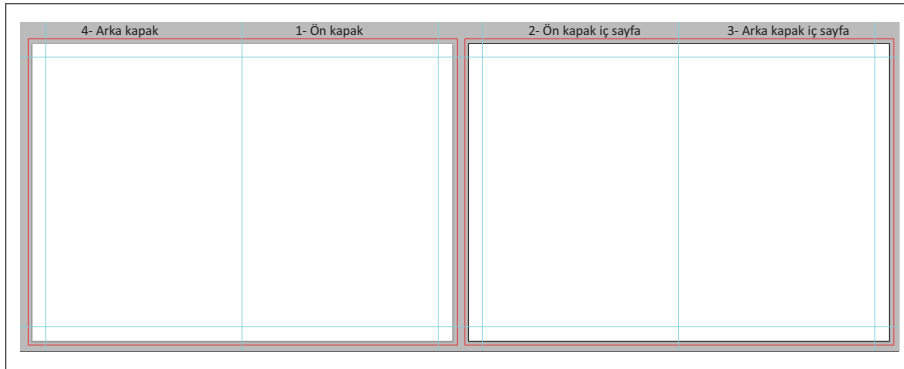 4- Arka kapak
1- Ön kapak
2- Ön kapak iç sayfa
3- Arka kapak iç sayfa